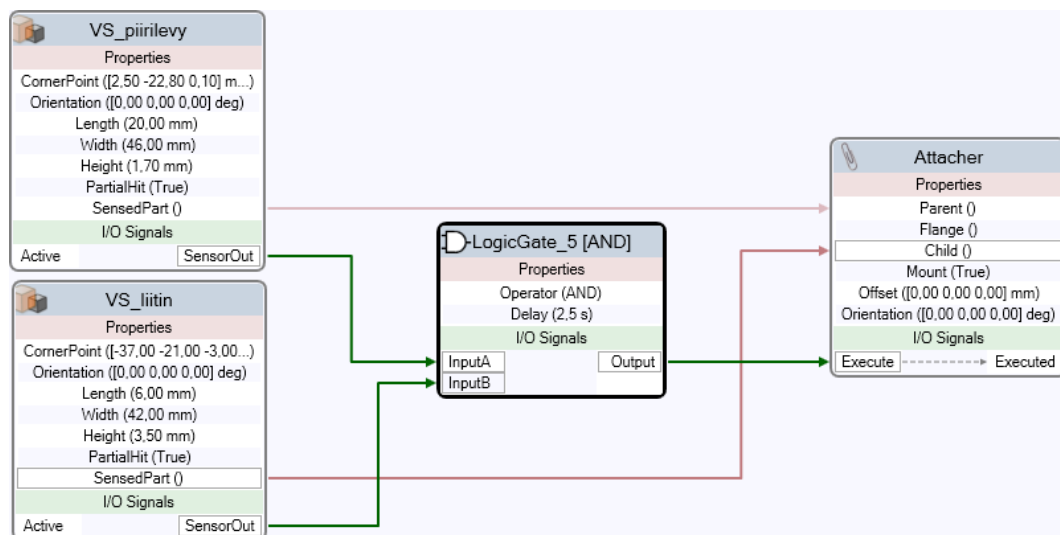 VS_piirilevy
Properties
CornerPoint ([2,50 -22,80 0,10] m...)
Orientation ([0,00 0,00 0,00] deg)
Length (20,00 mm)
Width (46,00 mm)
Height (1,70 mm)
PartialHit (True)
SensedPart ()
I/O Signals
Active SensorOut
VS_liitin
Properties
CornerPoint ([-37,00 -21,00 -3,00...)
Orientation ([0,00 0,00 0,00] deg)
Length (6,00 mm)
Width (42,00 mm)
Height (3,50 mm)
PartialHit (True)
SensedPart ()
I/O Signals
Active SensorOut
LogicGate_5 [AND]
Properties
Operator (AND)
Delay (2,5 s)
I/O Signals
InputA Output
InputB
Attacher
Properties
Parent ()
Flange ()
Child ()
Mount (True)
Offset ([0,00 0,00 0,00] mm)
Orientation ([0,00 0,00 0,00] deg)
I/O Signals
Execute Executed